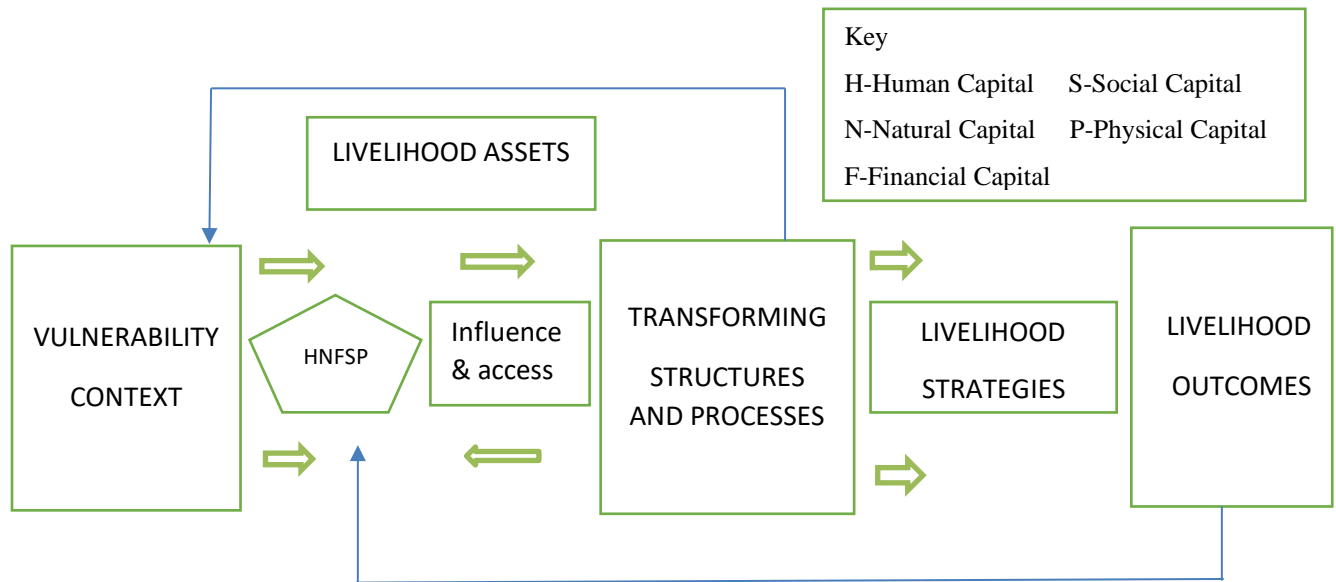 Key
H-Human Capital S-Social Capital
N-Natural Capital P-Physical Capital
F-Financial Capital
LIVELIHOOD ASSETS
VULNERABILITY
CONTEXT
HNFSP
Influence
& access
TRANSFORMING
STRUCTURES
AND PROCESSES
LIVELIHOOD
STRATEGIES
LIVELIHOOD
OUTCOMES